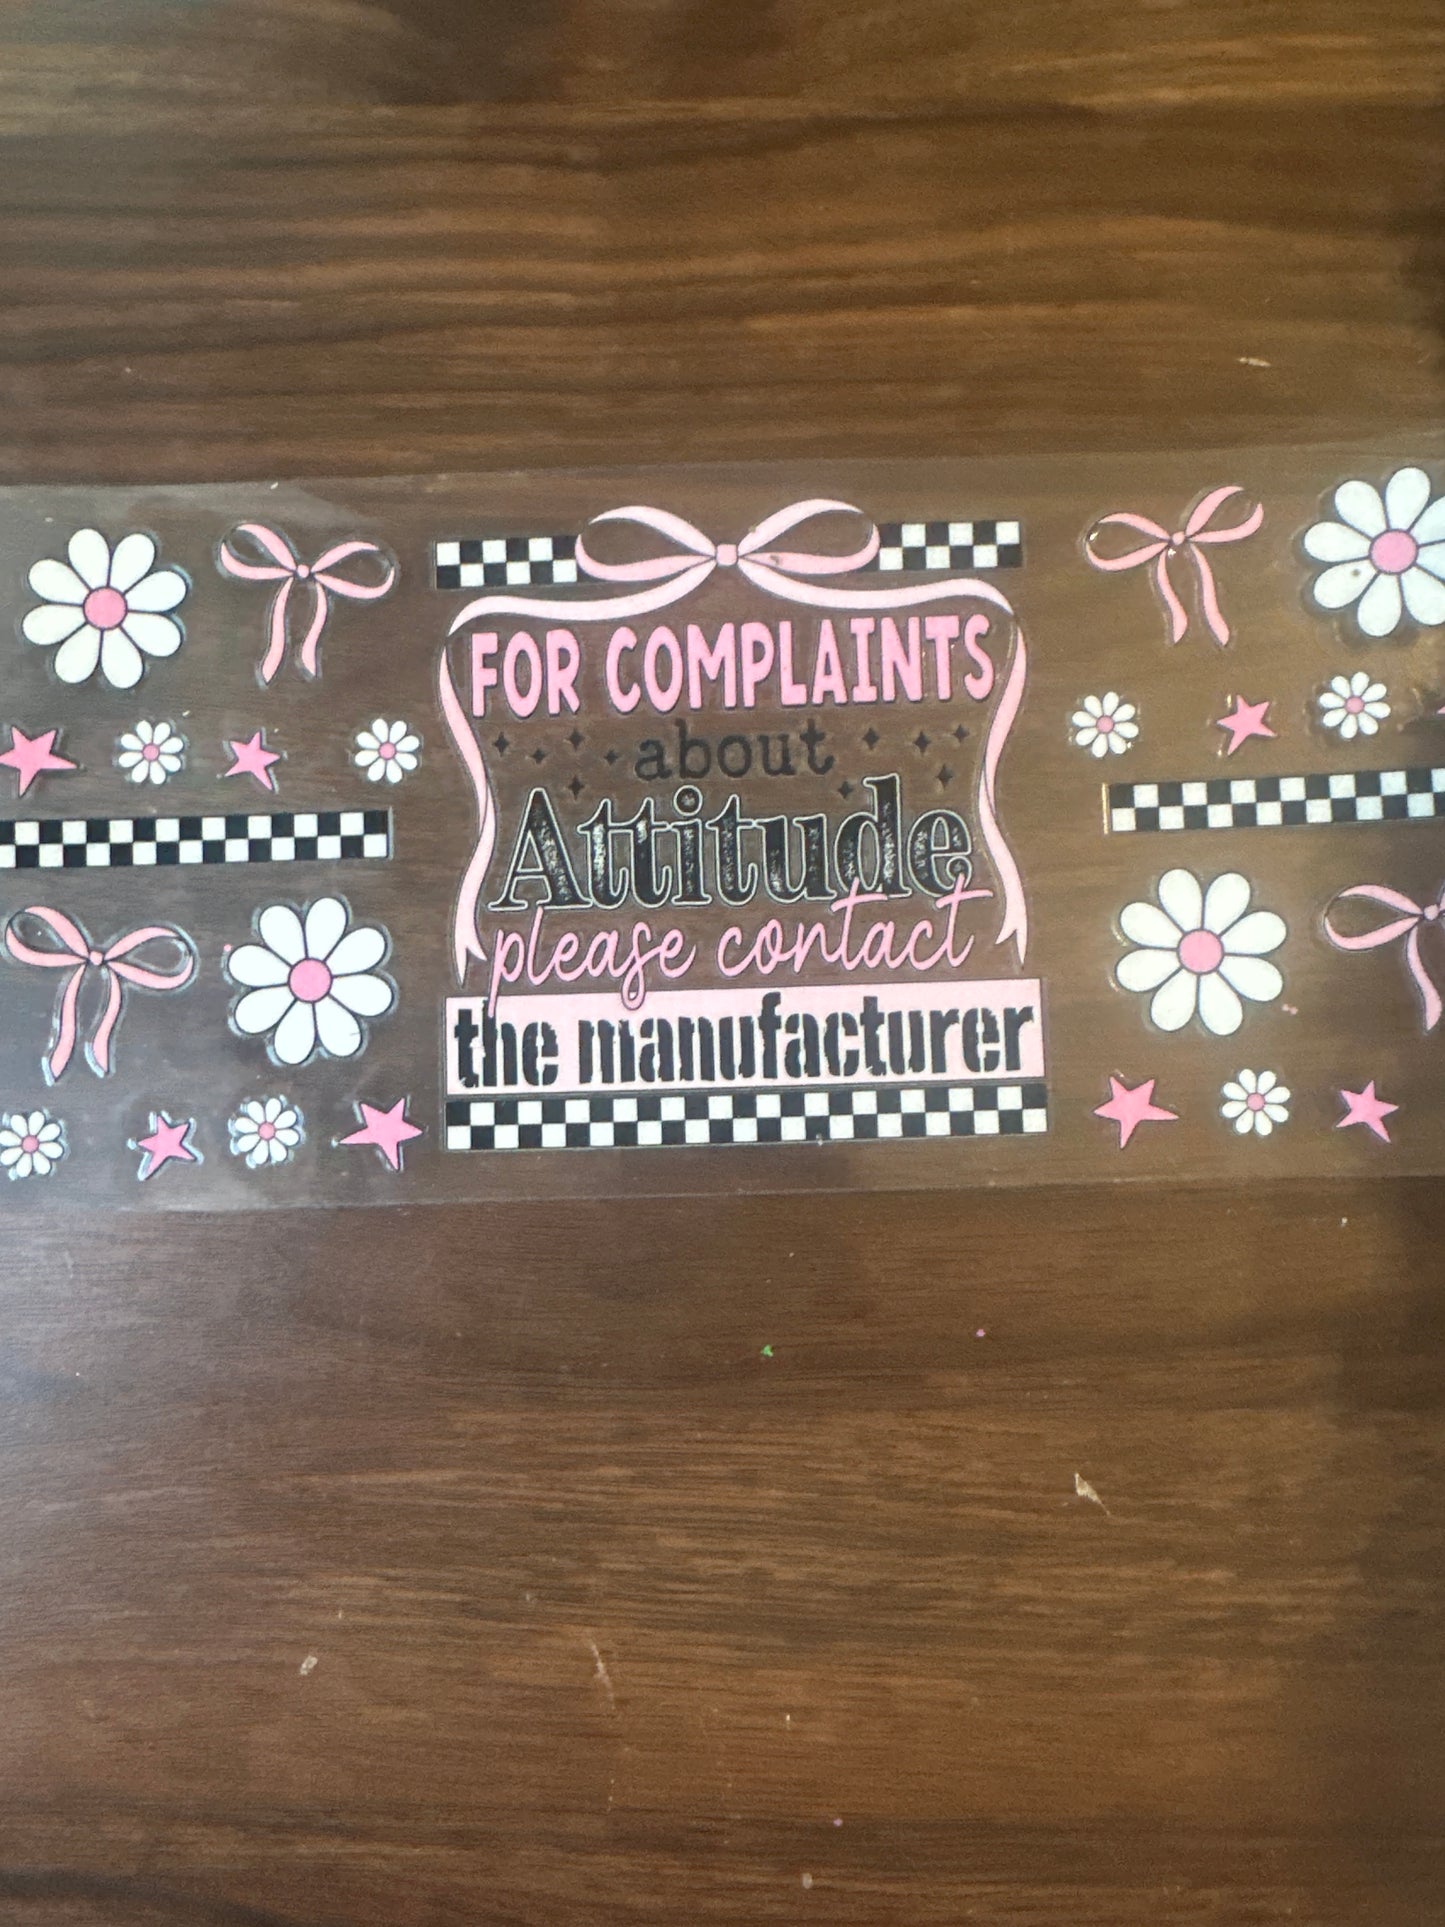 FOR COMPLAINTS
about
Attitude
please contact
the manufacturer